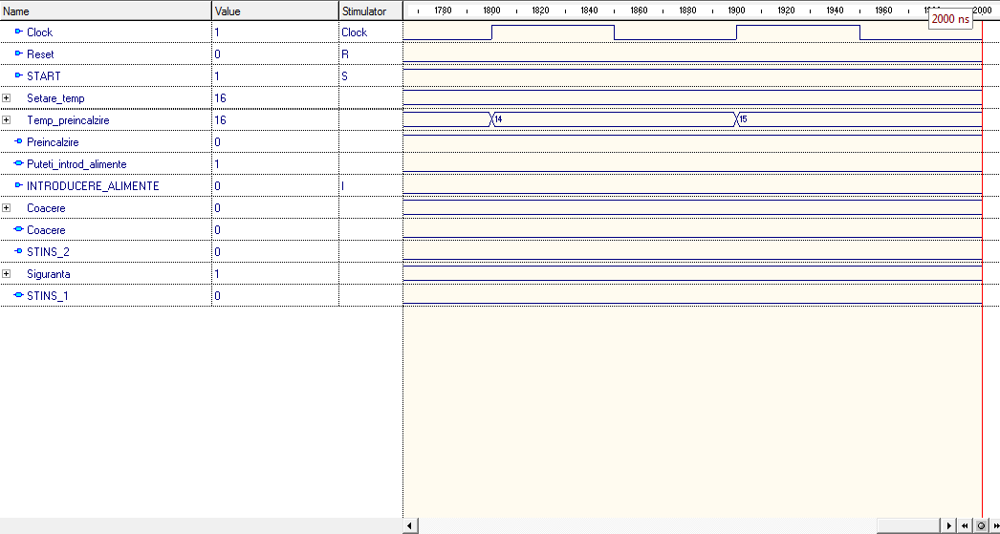 Name Value Stimulator 1780 1800 1820 1840 1860 1880 1900 1920 1940 1960 2000
2000 ns
Clock 1 Clock
Reset 0 R
START 1 S
Setare_temp 16
Temp_preincalzire 16 14 15
Preincalzire 0
Puteti_introd_alimente 1
INTRODUCERE_ALIMENTE 0 I
Coacere 0
Coacere 0
STINS_2 0
Siguranta 1
STINS_1 0